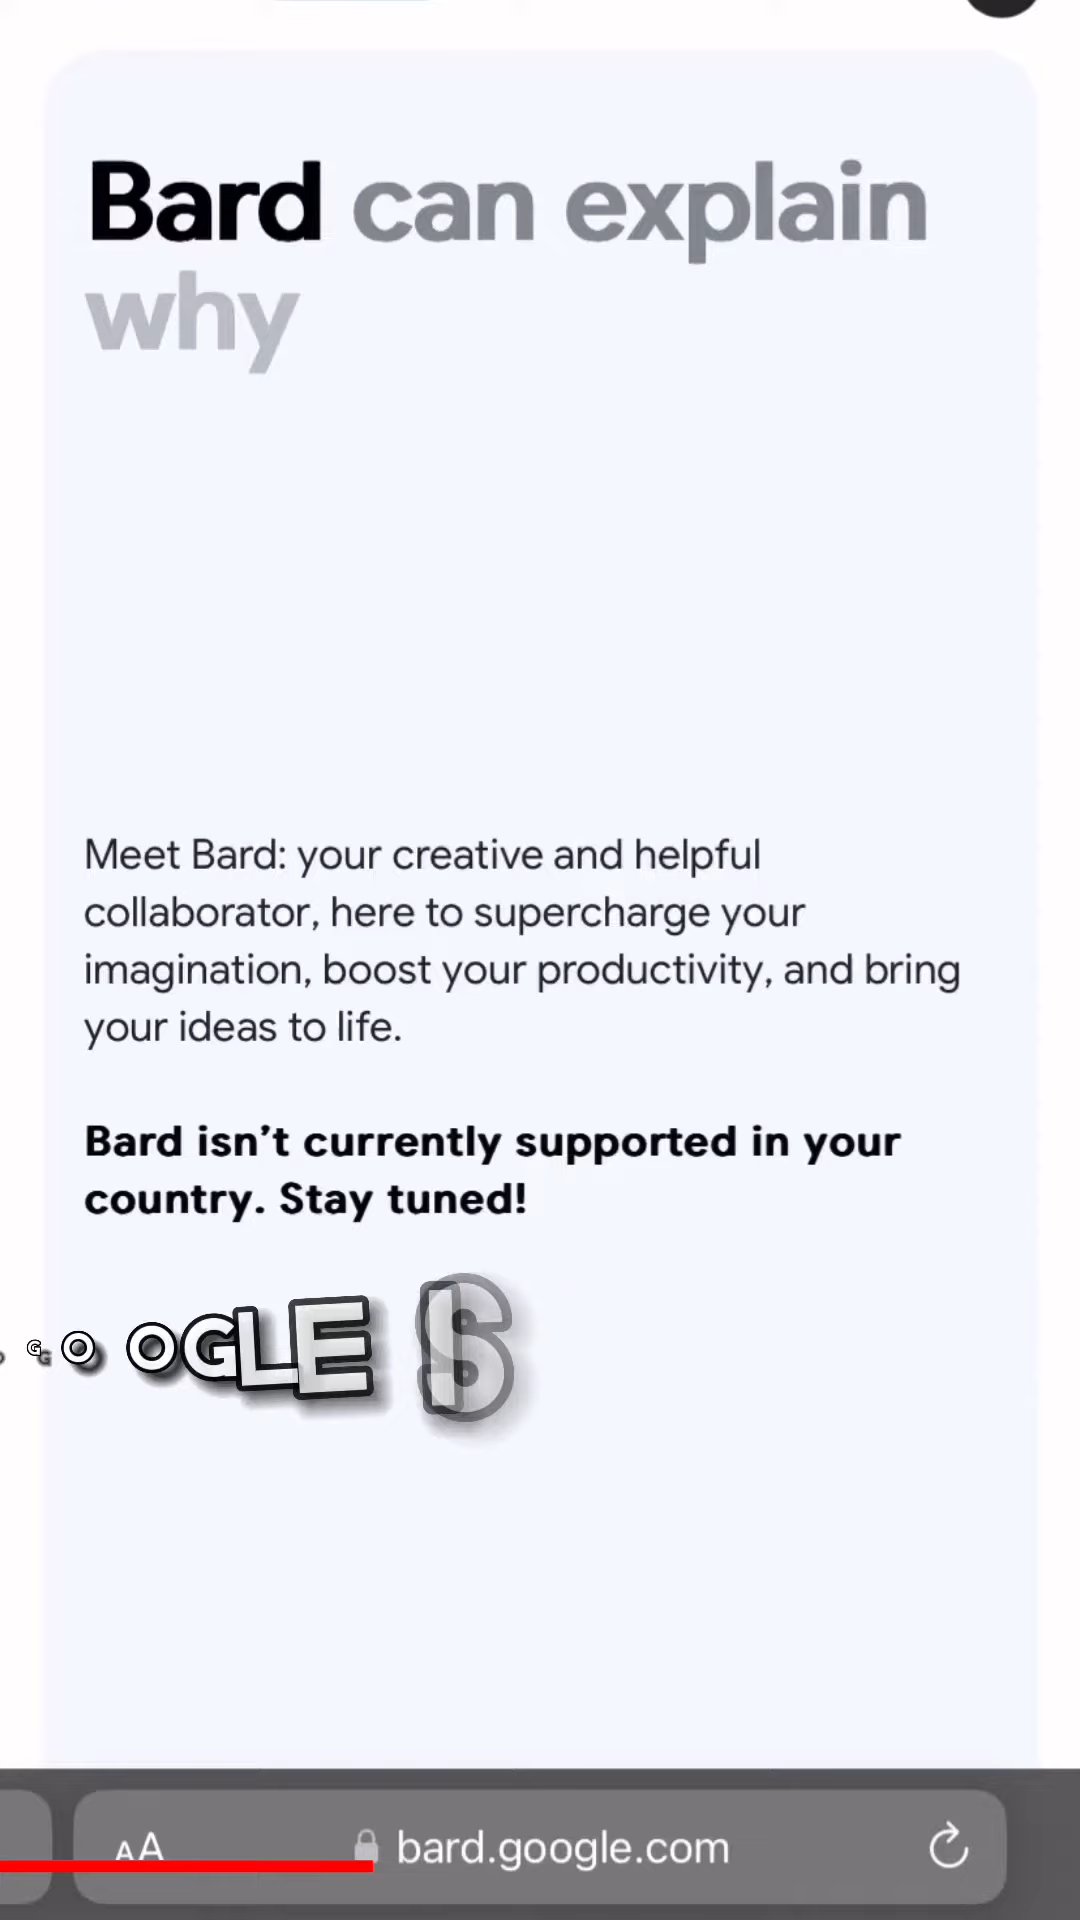 Bard can explain
why
Meet Bard: your creative and helpful
collaborator, here to supercharge your
imagination, boost your productivity, and bring
your ideas to life.
Bard isn’t currently supported in your
country. Stay tuned!
GOOGLE IS
AA bard.google.com